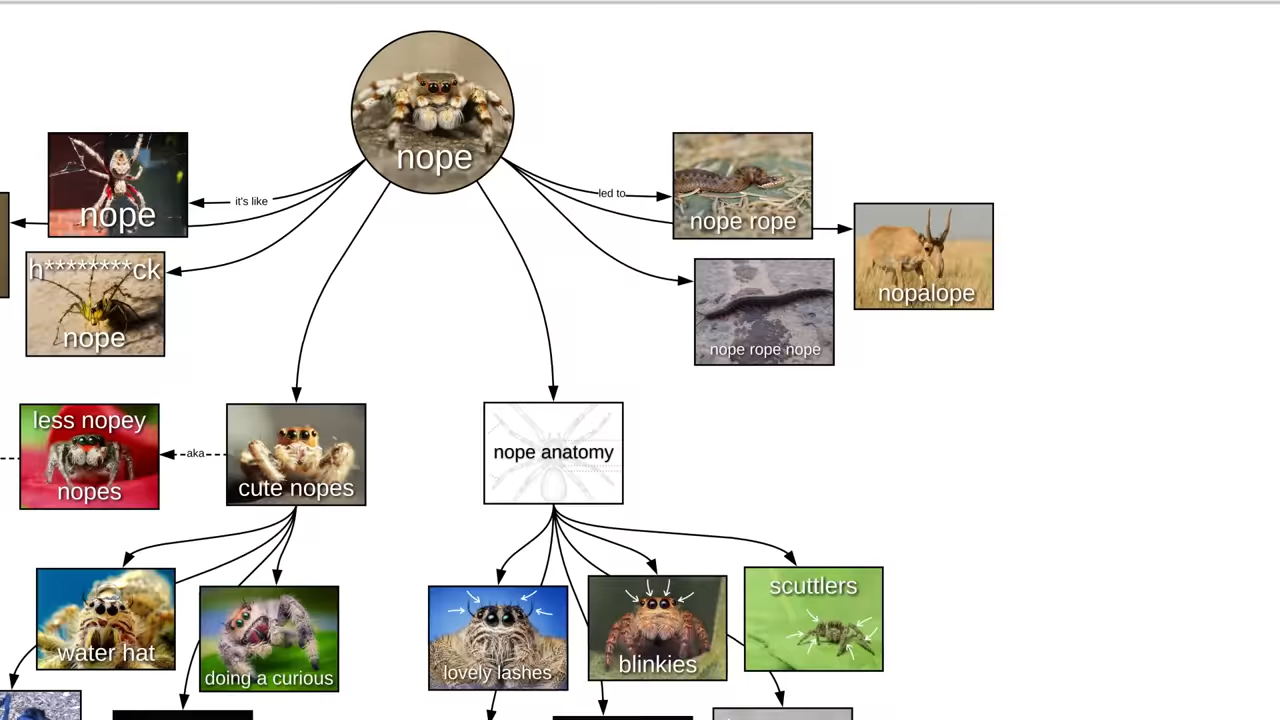 nope
nope
it's like
led to
nope rope
h********ck
nope
nopalope
nope rope nope
less nopey
nopes
aka
cute nopes
nope anatomy
water hat
doing a curious
lovely lashes
blinkies
scuttlers